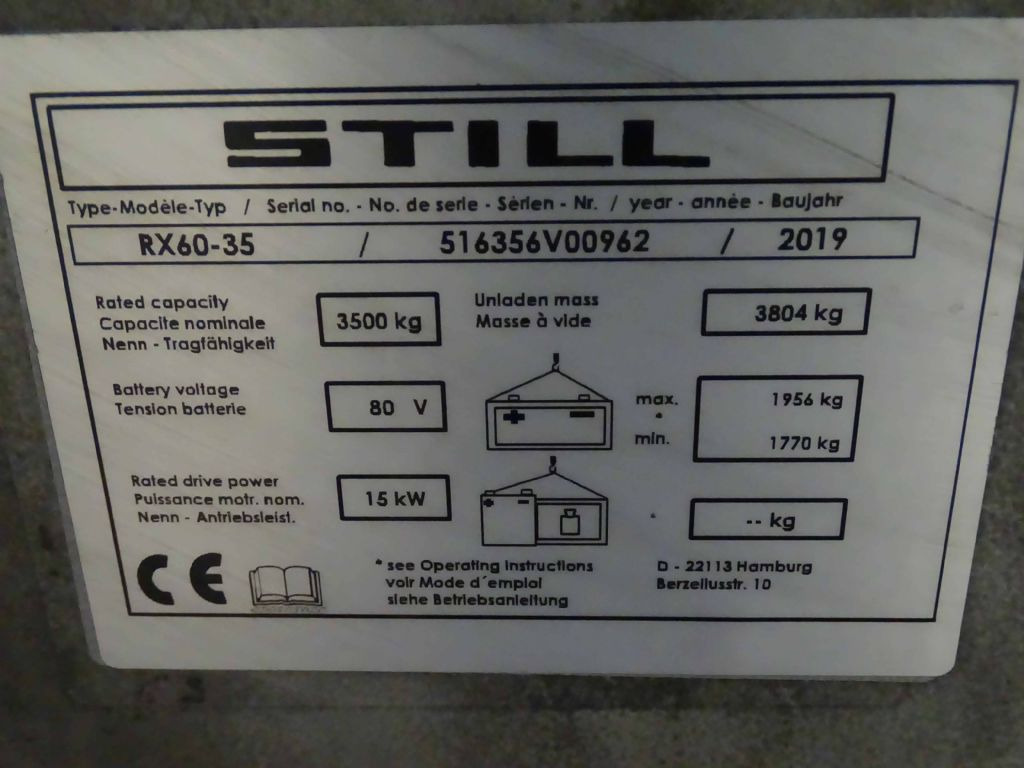 STILL
Type-Modèle-Typ / Serial no. - No. de serie - Sérien - Nr. / year - année - Baujahr
RX60-35 / 516356V00962 / 2019
Rated capacity
Capacite nominale
Nenn - Tragfähigkeit
3500 kg
Unladen mass
Masse à vide
3804 kg
Battery voltage
Tension batterie
80 V
max.
*
min.
1956 kg
1770 kg
Rated drive power
Puissance motr. nom.
Nenn - Antriebsleist.
15 kW
*
-- kg
CE
* see Operating Instructions
voir Mode d´emploi
siehe Betriebsanleitung
D - 22113 Hamburg
Berzeliusstr. 10